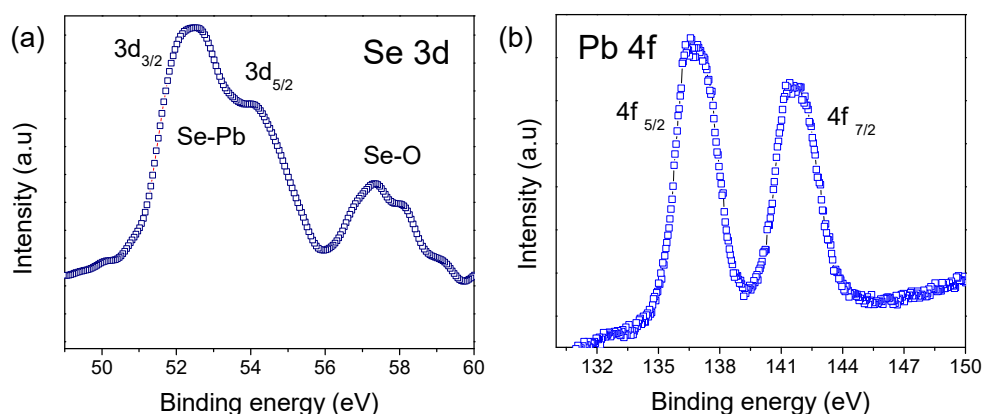 (a)
Se 3d
3d3/2
3d5/2
Se-Pb
Se-O
Intensity (a.u)
50 52 54 56 58 60
Binding energy (eV)
(b)
Pb 4f
4f 5/2
4f 7/2
Intensity (a.u)
132 135 138 141 144 147 150
Binding energy (eV)